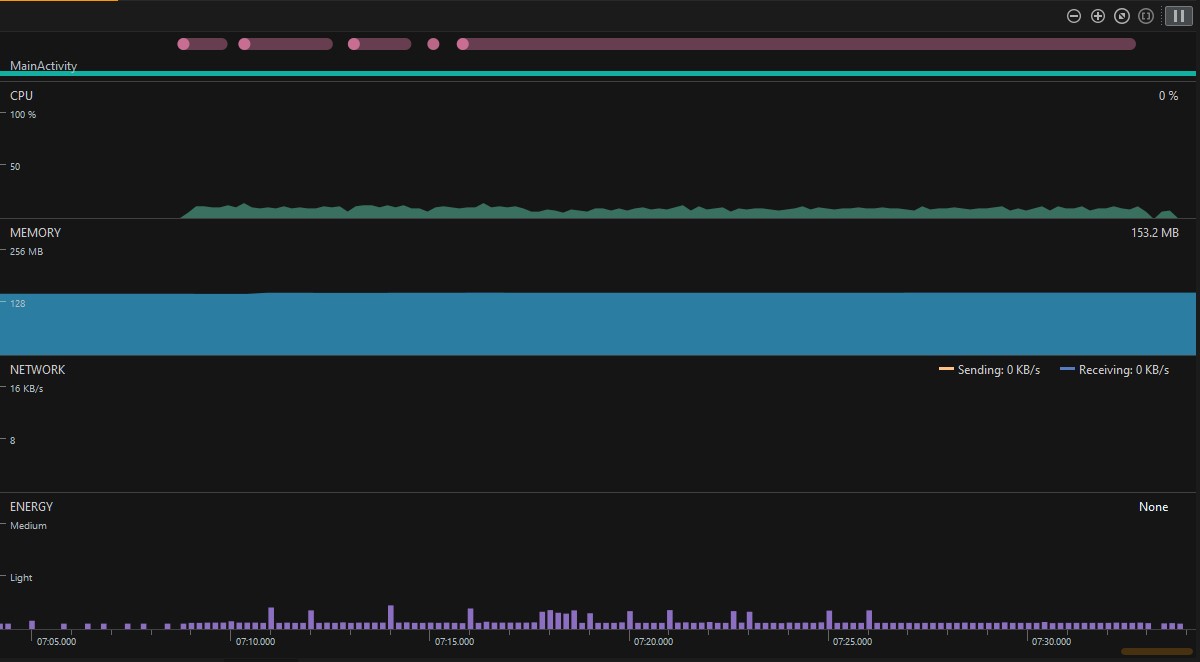 MainActivity
CPU 0 %
100 %
50
MEMORY 153,2 MB
256 MB
128
NETWORK Sending: 0 KB/s Receiving: 0 KB/s
16 KB/s
8
ENERGY None
Medium
Light
07:05.000 07:10.000 07:15.000 07:20.000 07:25.000 07:30.000